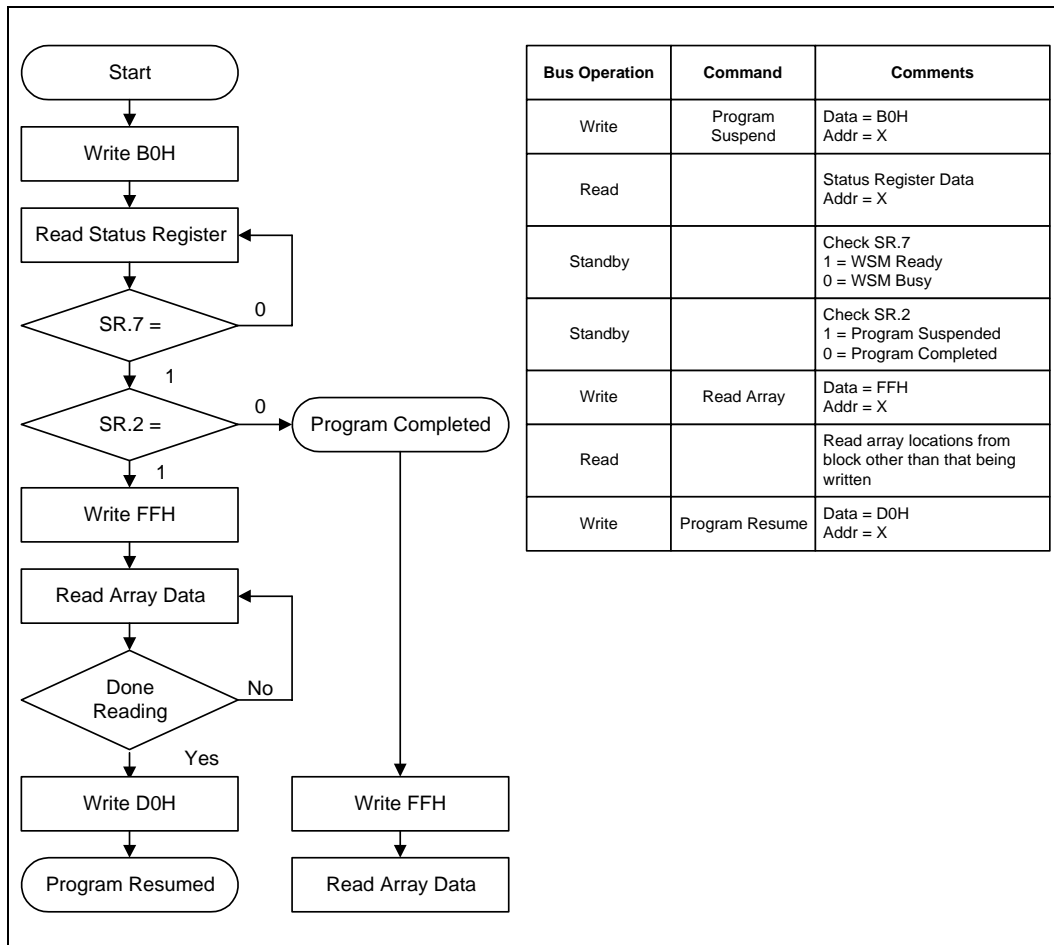 Start
Write B0H
Read Status Register
SR.7 =
0
1
SR.2 =
0
Program Completed
1
Write FFH
Read Array Data
Done
Reading
No
Yes
Write D0H
Write FFH
Program Resumed
Read Array Data
Bus Operation Command Comments
Write Program
Suspend Data = B0H
Addr = X
Read Status Register Data
Addr = X
Standby Check SR.7
1 = WSM Ready
0 = WSM Busy
Standby Check SR.2
1 = Program Suspended
0 = Program Completed
Write Read Array Data = FFH
Addr = X
Read Read array locations from
block other than that being
written
Write Program Resume Data = D0H
Addr = X